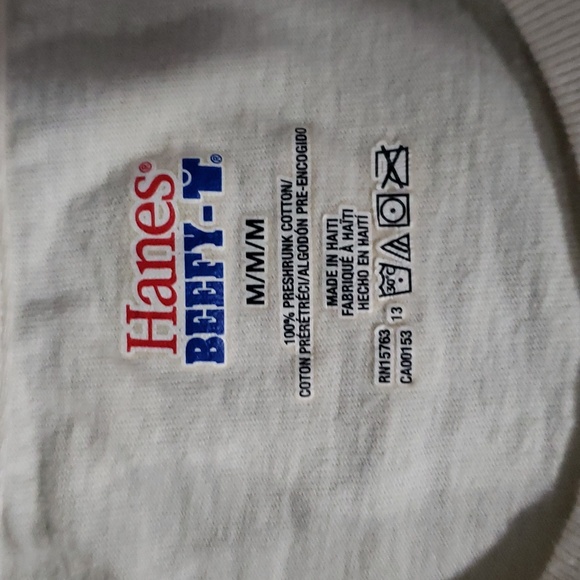 Hanes®
BEEFY-T®
M/M/M
100% PRESHRUNK COTTON/
COTON PRÉRÉTRÉCI/ALGODÓN PRE-ENCOGIDO
MADE IN HAITI
FABRIQUÉ À HAÏTI
HECHO EN HAITÍ
RN15763 13 30°C
CA00153